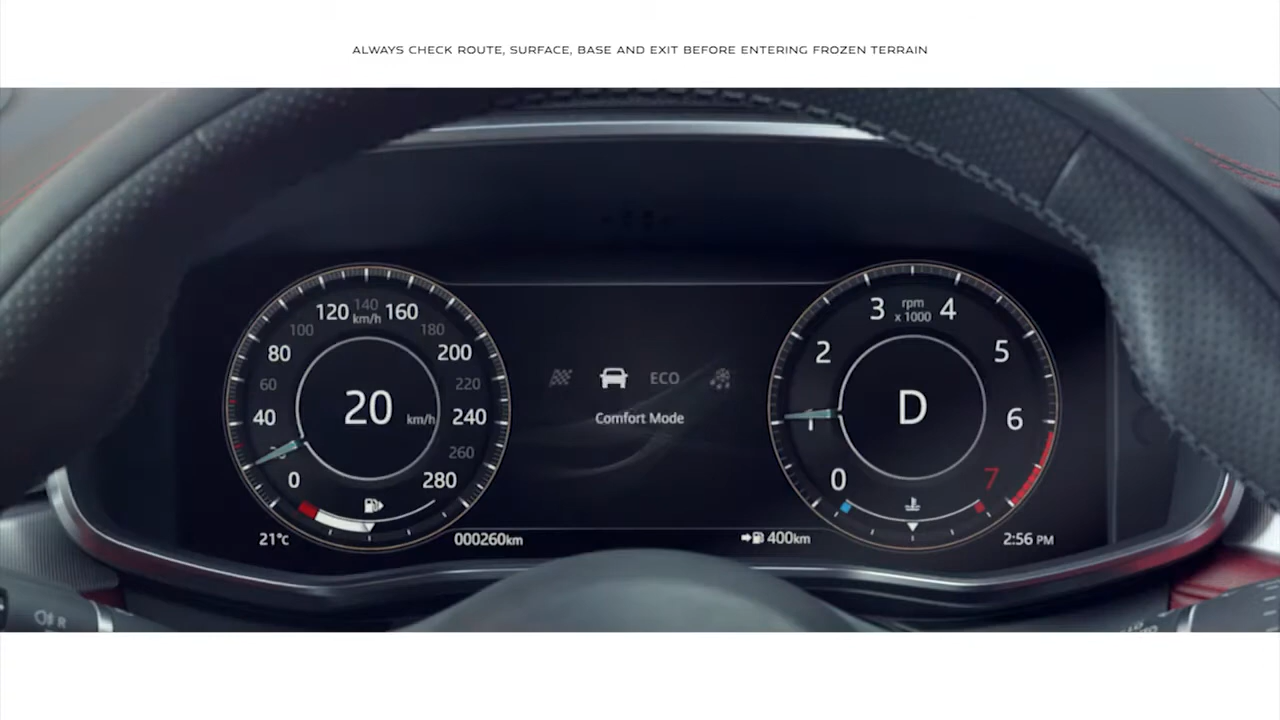 ALWAYS CHECK ROUTE, SURFACE, BASE AND EXIT BEFORE ENTERING FROZEN TERRAIN
0
40
60
80
100
120
140
160
180
200
220
240
260
280
km/h
20 km/h
ECO
Comfort Mode
0
1
2
3
4
5
6
7
rpm
x 1000
D
21°C
000260km
400km
2:56 PM
R